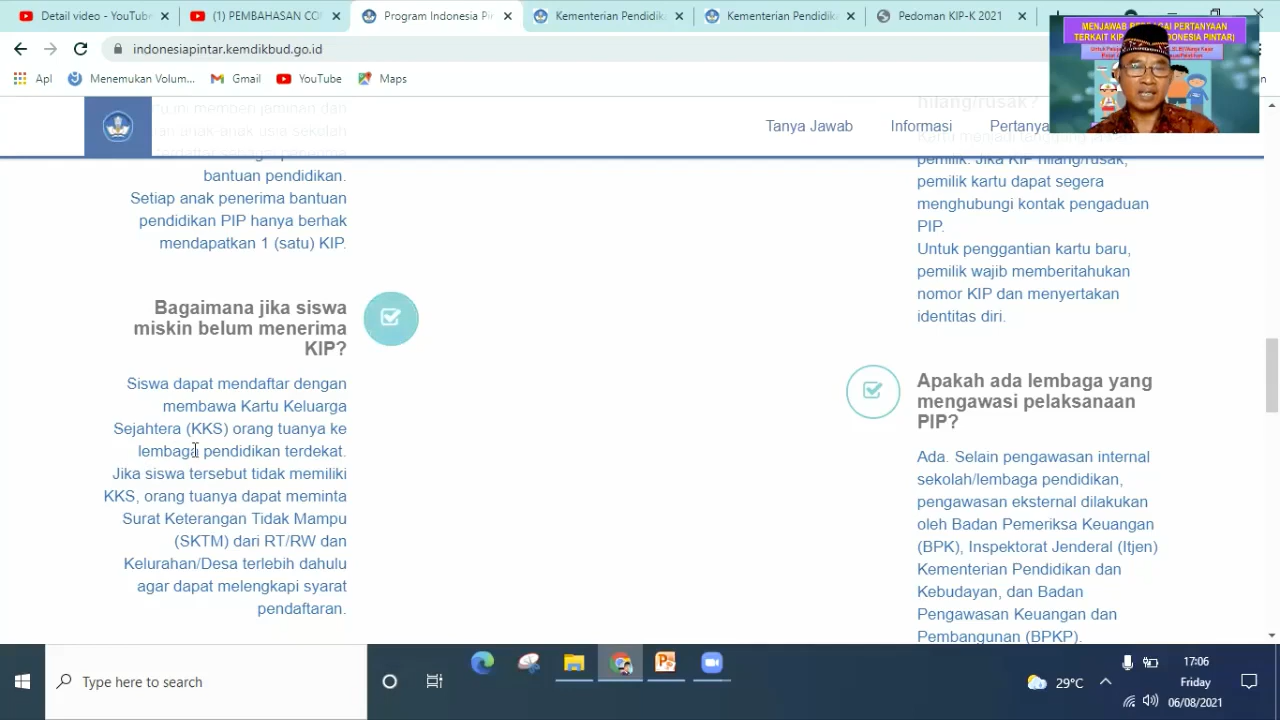 Detail video - YouTube
(1) PEMBAHASAN CO
Program Indonesia Pin
Kementerian Pendidika
Kementerian Pendidika
Pedoman KIP-K 2021
indonesiapintar.kemdikbud.go.id
Apl
Menemukan Volum...
Gmail
YouTube
Maps
MENJAWAB BERBAGAI PERTANYAAN
TERKAIT KIP INDONESIA PINTAR)
Tanya Jawab
Informasi
Pertanya
bantuan pendidikan.
Setiap anak penerima bantuan
pendidikan PIP hanya berhak
mendapatkan 1 (satu) KIP.
Bagaimana jika siswa
miskin belum menerima
KIP?
Siswa dapat mendaftar dengan
membawa Kartu Keluarga
Sejahtera (KKS) orang tuanya ke
lembaga pendidikan terdekat.
Jika siswa tersebut tidak memiliki
KKS, orang tuanya dapat meminta
Surat Keterangan Tidak Mampu
(SKTM) dari RT/RW dan
Kelurahan/Desa terlebih dahulu
agar dapat melengkapi syarat
pendaftaran.
hilang/rusak?
pemilik. Jika KIP hilang/rusak,
pemilik kartu dapat segera
menghubungi kontak pengaduan
PIP.
Untuk penggantian kartu baru,
pemilik wajib memberitahukan
nomor KIP dan menyertakan
identitas diri.
Apakah ada lembaga yang
mengawasi pelaksanaan
PIP?
Ada. Selain pengawasan internal
sekolah/lembaga pendidikan,
pengawasan eksternal dilakukan
oleh Badan Pemeriksa Keuangan
(BPK), Inspektorat Jenderal (Itjen)
Kementerian Pendidikan dan
Kebudayan, dan Badan
Pengawasan Keuangan dan
Pembangunan (BPKP).
Type here to search
29°C
17:06
Friday
06/08/2021